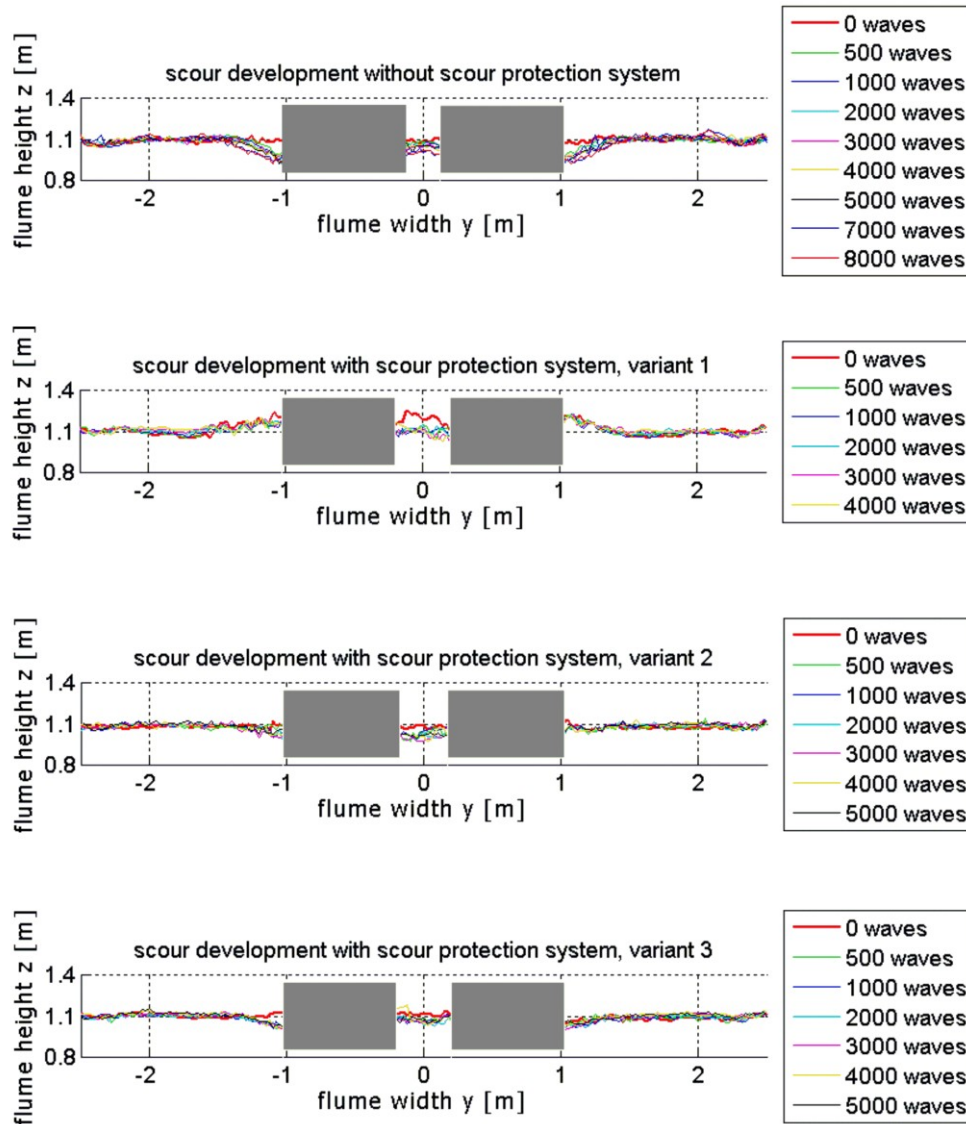 scour development without scour protection system
flume height z [m]
1.4
1.1
0.8
-2
-1
0
1
2
flume width y [m]
0 waves
500 waves
1000 waves
2000 waves
3000 waves
4000 waves
5000 waves
7000 waves
8000 waves
scour development with scour protection system, variant 1
flume height z [m]
1.4
1.1
0.8
-2
-1
0
1
2
flume width y [m]
0 waves
500 waves
1000 waves
2000 waves
3000 waves
4000 waves
scour development with scour protection system, variant 2
flume height z [m]
1.4
1.1
0.8
-2
-1
0
1
2
flume width y [m]
0 waves
500 waves
1000 waves
2000 waves
3000 waves
4000 waves
5000 waves
scour development with scour protection system, variant 3
flume height z [m]
1.4
1.1
0.8
-2
-1
0
1
2
flume width y [m]
0 waves
500 waves
1000 waves
2000 waves
3000 waves
4000 waves
5000 waves